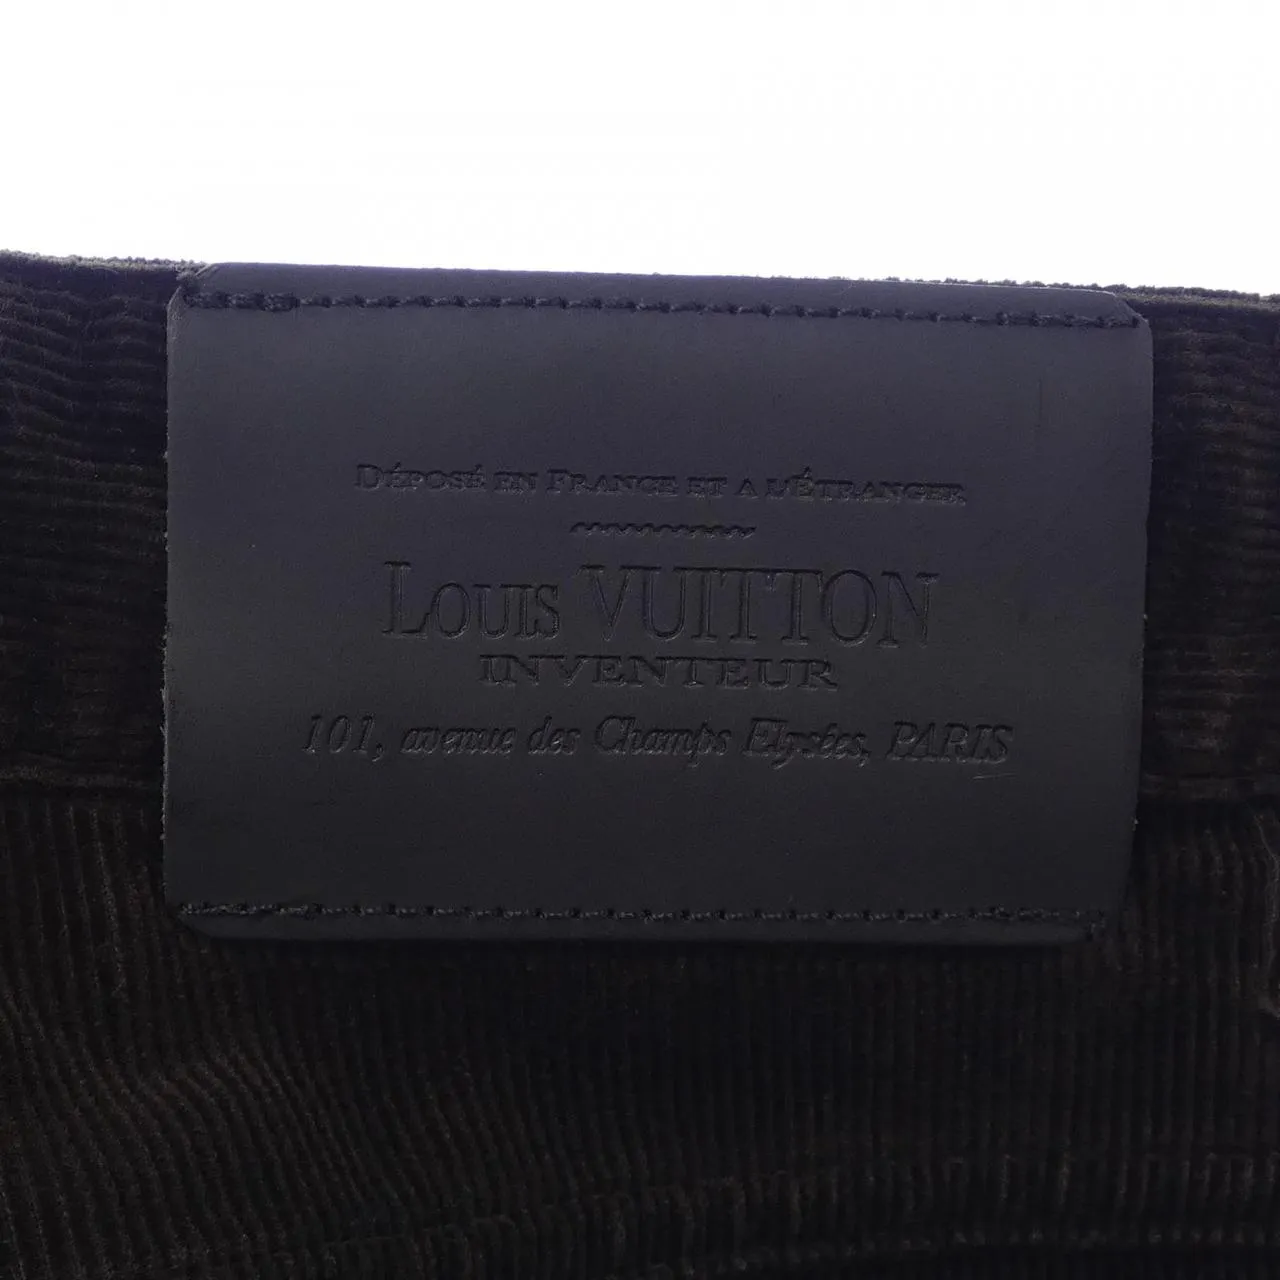 DÉPOSÉ EN FRANCE ET A L'ÉTRANGER
LOUIS VUITTON
INVENTEUR
101, avenue des Champs Elysées, PARIS